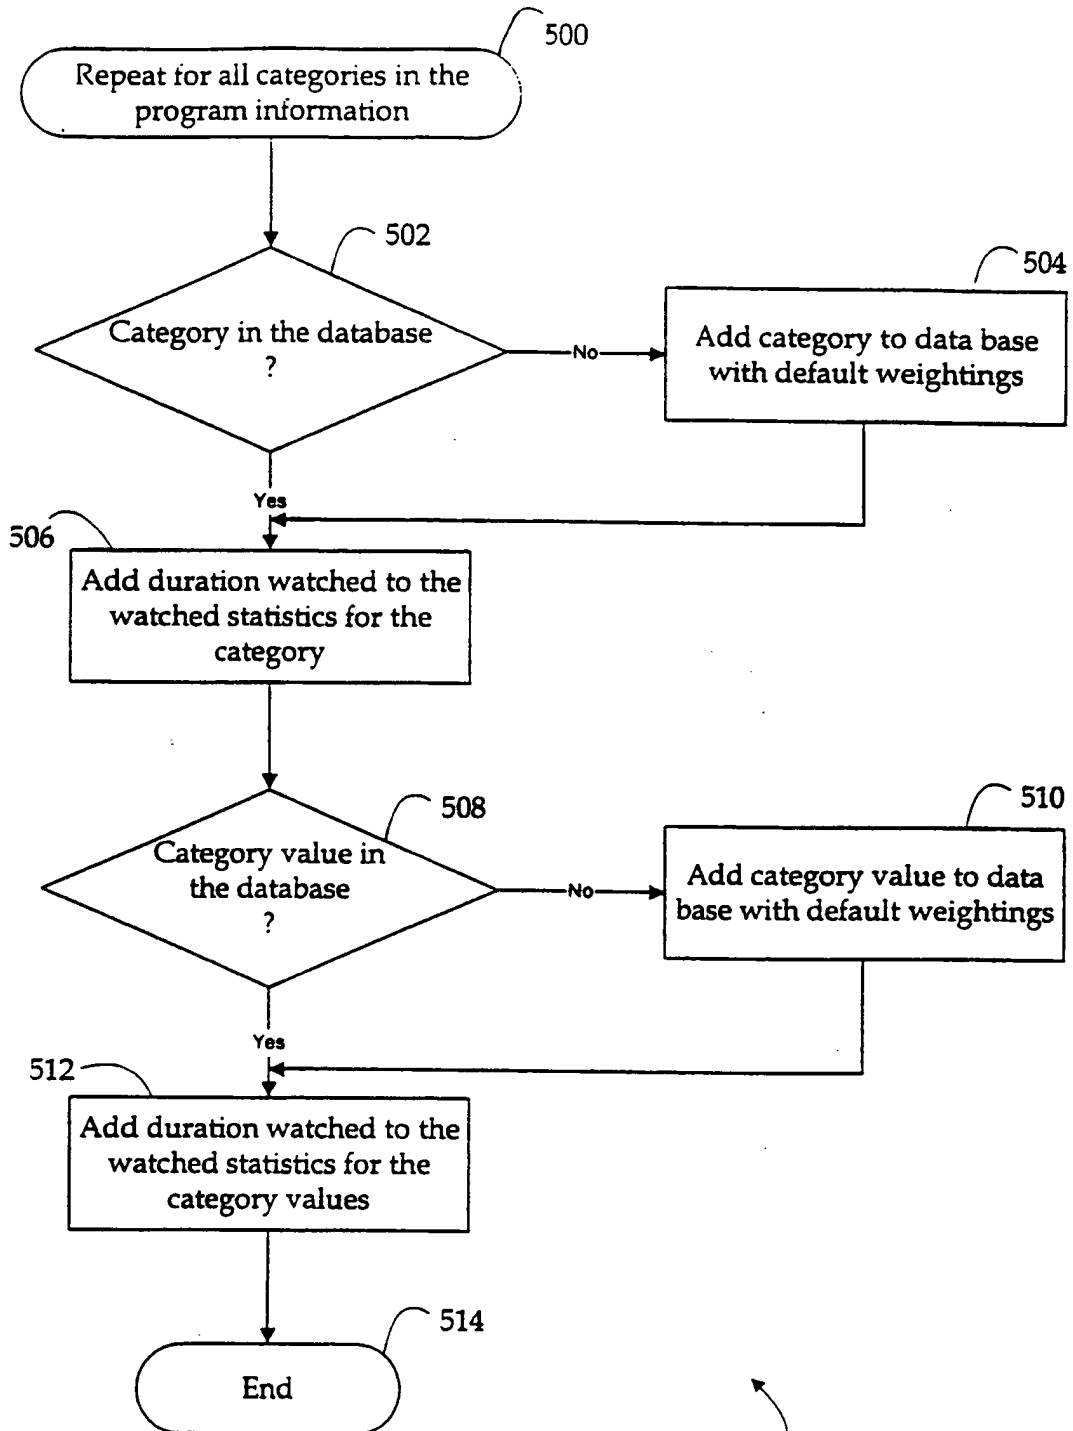 500
Repeat for all categories in the
program information
502
Category in the database
?
No
504
Add category to data base
with default weightings
Yes
506
Add duration watched to the
watched statistics for the
category
508
Category value in
the database
?
No
510
Add category value to data
base with default weightings
Yes
512
Add duration watched to the
watched statistics for the
category values
514
End